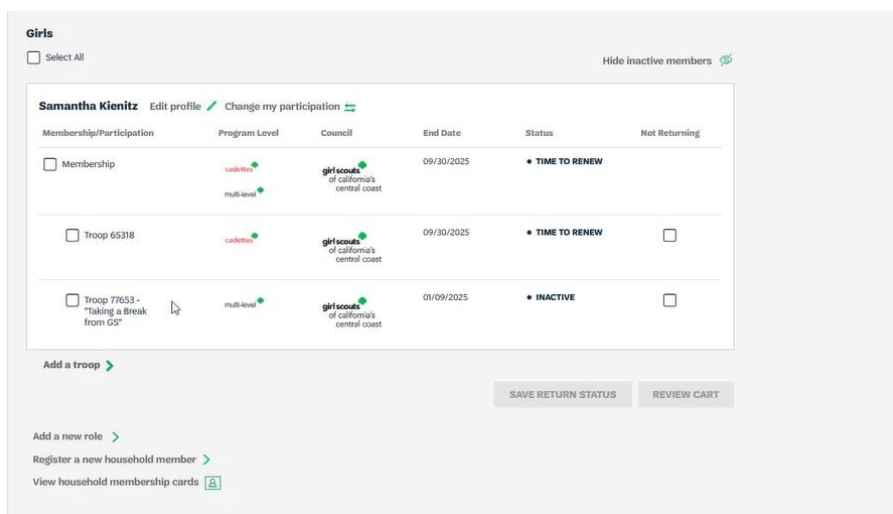 Girls
Select All
Hide inactive members
Samantha Kienitz Edit profile Change my participation
Membership/Participation Program Level Council End Date Status Not Returning
Membership cadettes girl scouts 09/30/2025 • TIME TO RENEW
of california's
multi-level central coast
Troop 65318 cadettes girl scouts 09/30/2025 • TIME TO RENEW
of california's
central coast
Troop 77653 - multi-level girl scouts 01/09/2025 • INACTIVE
"Taking a Break of california's
from GS" central coast
Add a troop
SAVE RETURN STATUS REVIEW CART
Add a new role
Register a new household member
View household membership cards